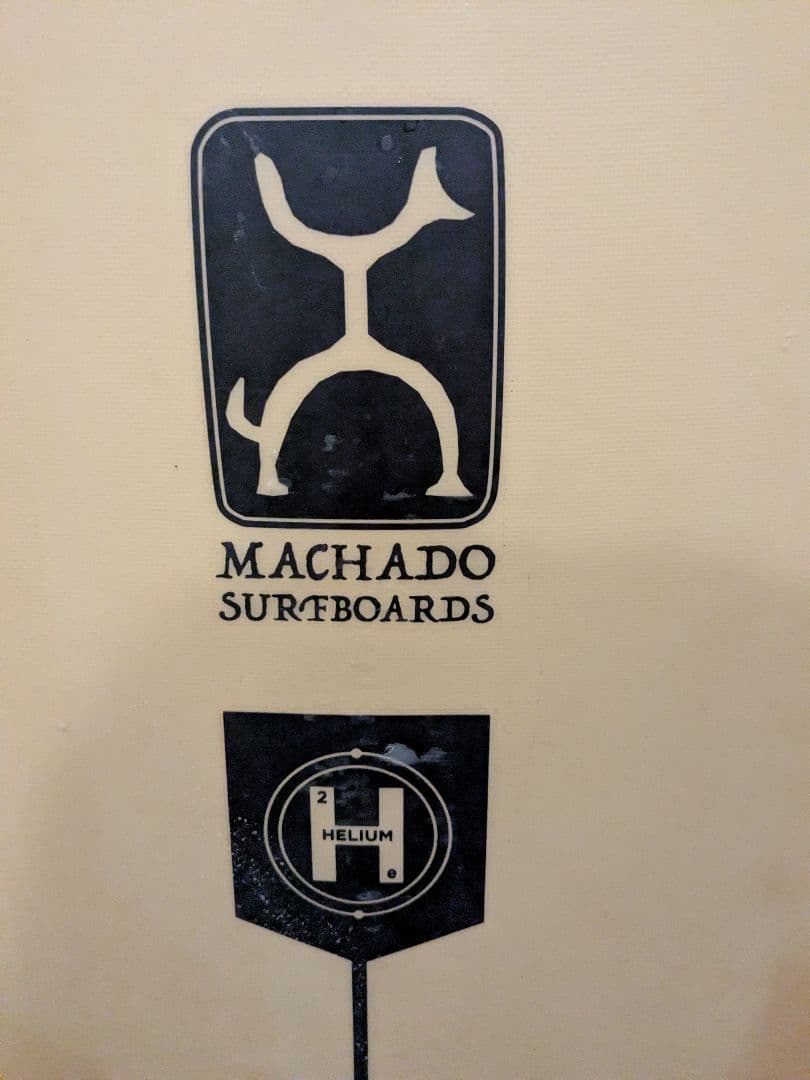 MACHADO
SURFBOARDS
2
H
HELIUM
e